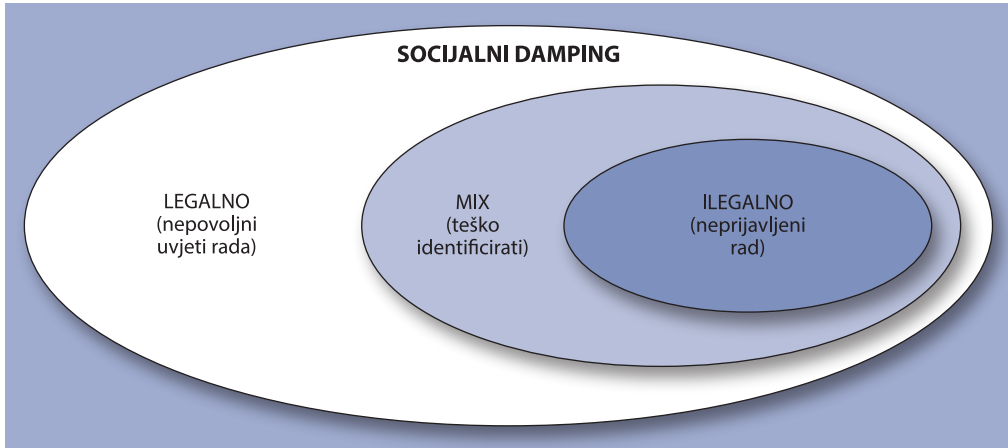 SOCIJALNI DAMPING
LEGALNO
(nepovoljni
uvjeti rada)
MIX
(teško
identificirati)
ILEGALNO
(neprijavljeni
rad)